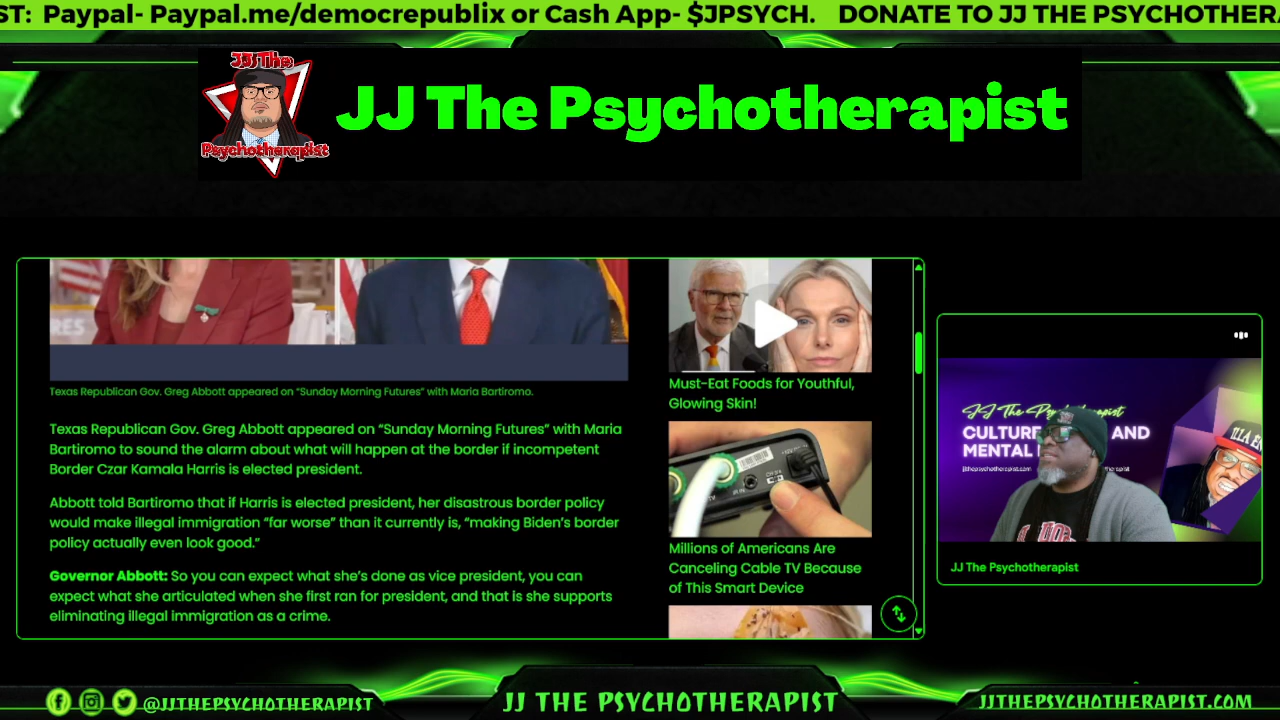 ST: Paypal- Paypal.me/democrepublix or Cash App- $JPSYCH. DONATE TO JJ THE PSYCHOTHER
JJ The
Psychotherapist
JJ The Psychotherapist
Texas Republican Gov. Greg Abbott appeared on “Sunday Morning Futures” with Maria Bartiromo.
Texas Republican Gov. Greg Abbott appeared on “Sunday Morning Futures” with Maria
Bartiromo to sound the alarm about what will happen at the border if incompetent
Border Czar Kamala Harris is elected president.
Abbott told Bartiromo that if Harris is elected president, her disastrous border policy
would make illegal immigration “far worse” than it currently is, “making Biden’s border
policy actually even look good.”
Governor Abbott: So you can expect what she’s done as vice president, you can
expect what she articulated when she first ran for president, and that is she supports
eliminating illegal immigration as a crime.
Must-Eat Foods for Youthful,
Glowing Skin!
Millions of Americans Are
Canceling Cable TV Because
of This Smart Device
JJ The Psychotherapist
CULTURE AND
MENTAL
jjthepsychotherapist.com
JJ The Psychotherapist
@JJTHEPSYCHOTHERAPIST
JJ THE PSYCHOTHERAPIST
JJTHEPSYCHOTHERAPIST.COM